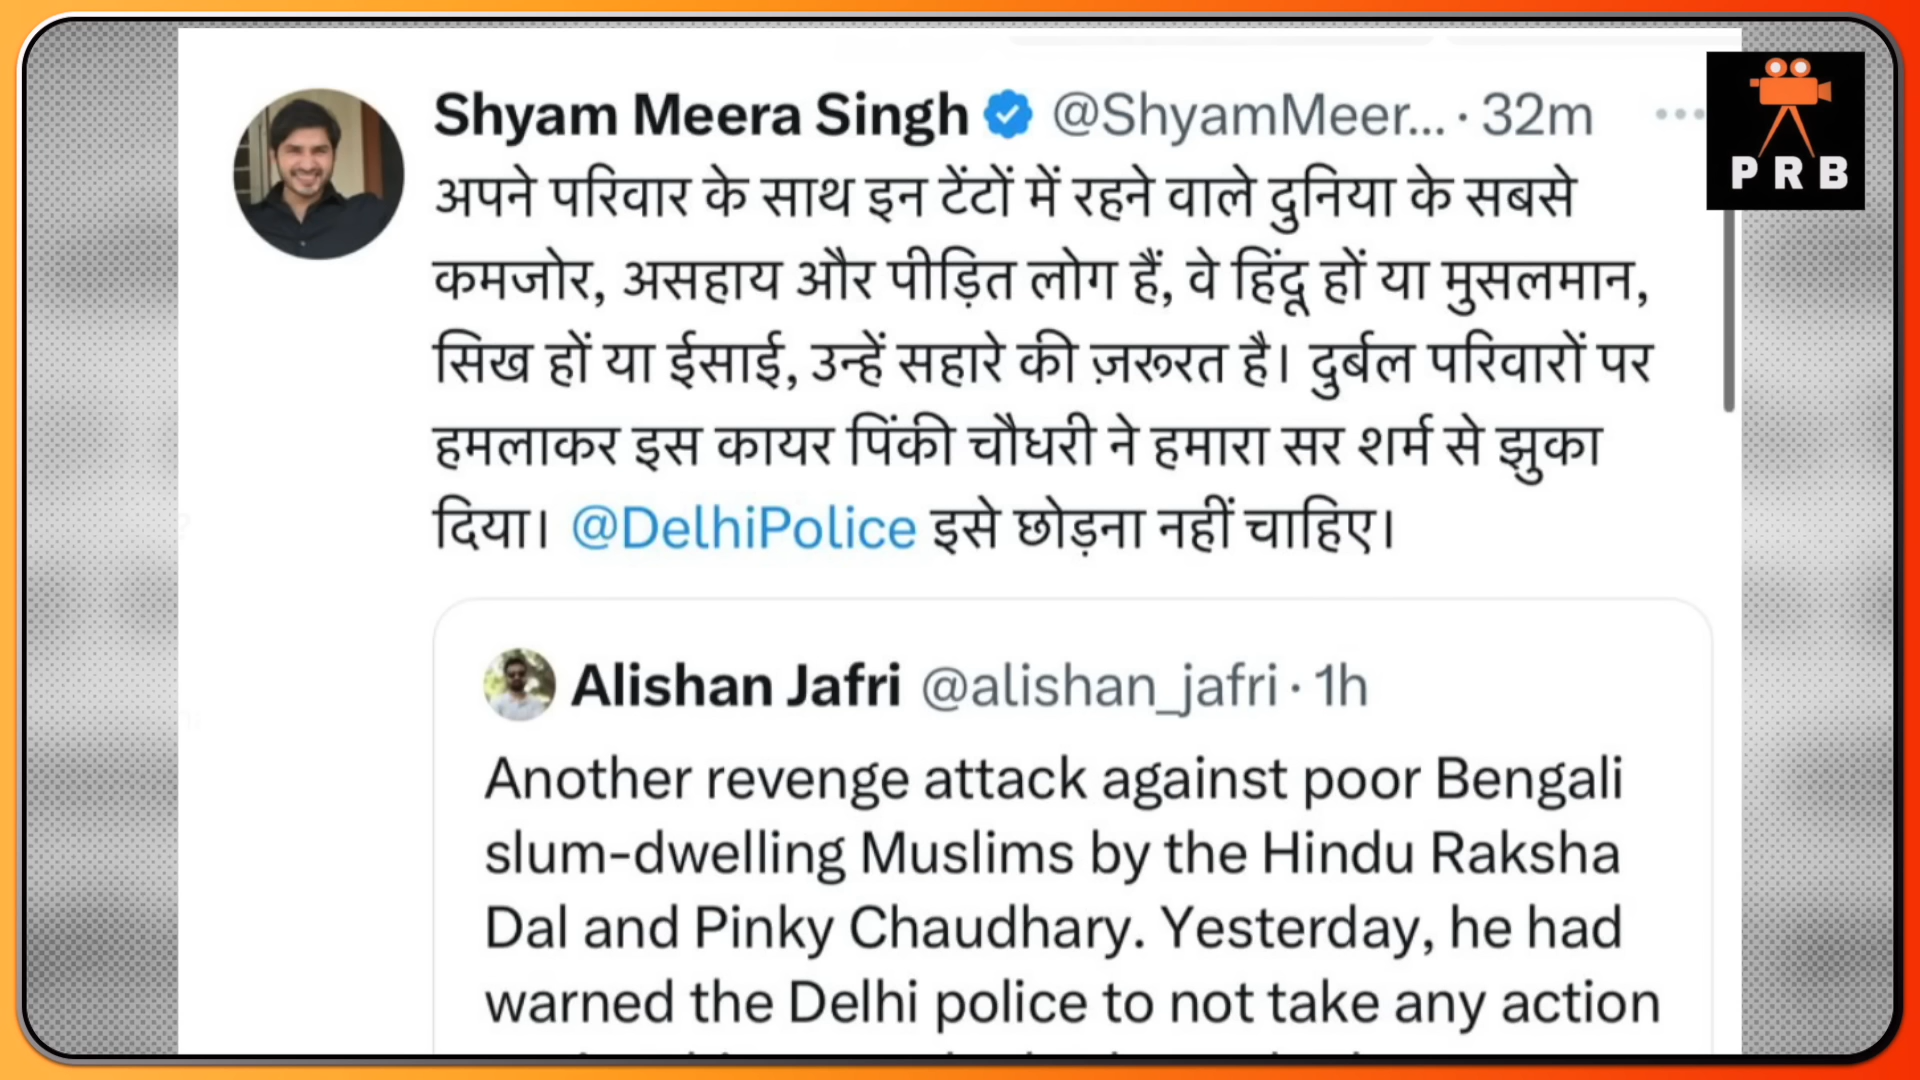 Shyam Meera Singh @ShyamMeer... · 32m
PRB
अपने परिवार के साथ इन टेंटों में रहने वाले दुनिया के सबसे
कमजोर, असहाय और पीड़ित लोग हैं, वे हिंदू हों या मुसलमान,
सिख हों या ईसाई, उन्हें सहारे की ज़रूरत है। दुर्बल परिवारों पर
हमलाकर इस कायर पिंकी चौधरी ने हमारा सर शर्म से झुका
दिया। @DelhiPolice इसे छोड़ना नहीं चाहिए।
Alishan Jafri @alishan_jafri · 1h
Another revenge attack against poor Bengali
slum-dwelling Muslims by the Hindu Raksha
Dal and Pinky Chaudhary. Yesterday, he had
warned the Delhi police to not take any action